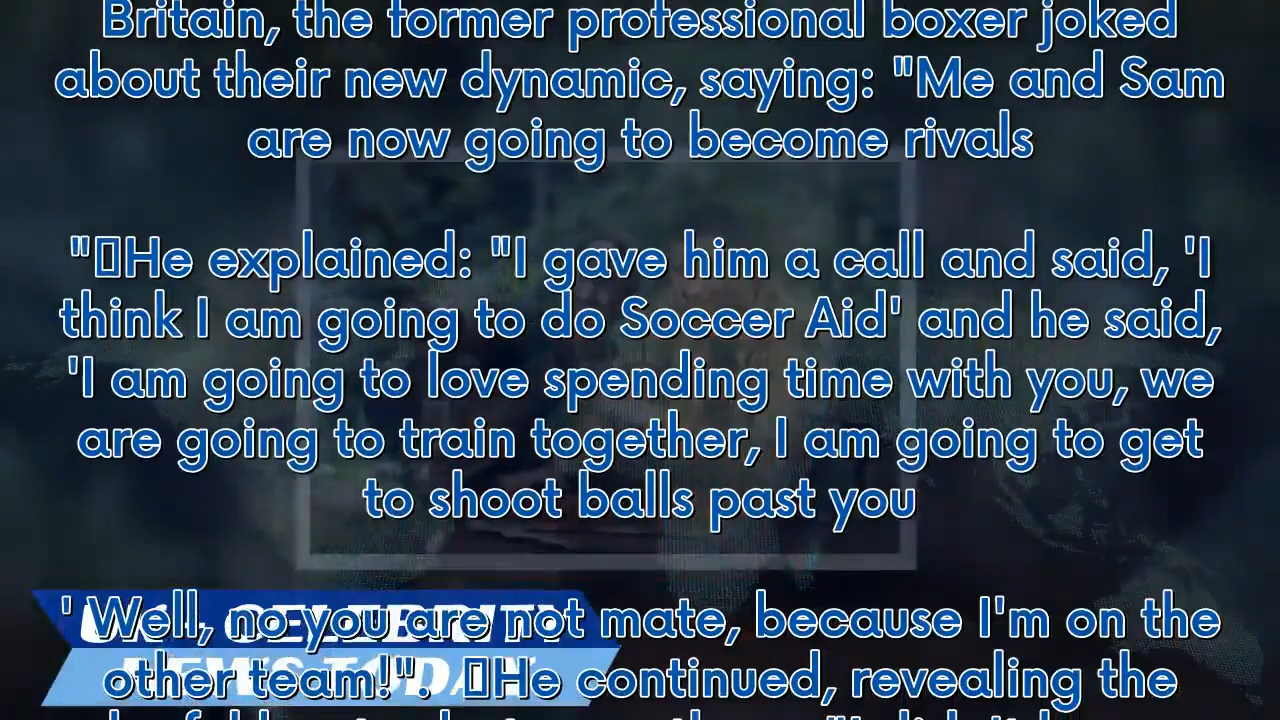 Britain, the former professional boxer joked
about their new dynamic, saying: "Me and Sam
are now going to become rivals
"▯He explained: "I gave him a call and said, 'I
think I am going to do Soccer Aid' and he said,
'I am going to love spending time with you, we
are going to train together, I am going to get
to shoot balls past you
' Well, no you are not mate, because I'm on the
other team!". ▯He continued, revealing the
CELEBRITY
NEWS TODAY